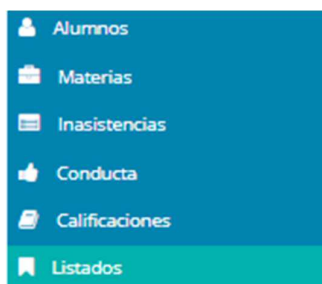 Alumnos
Materias
Inasistencias
Conducta
Calificaciones
Listados